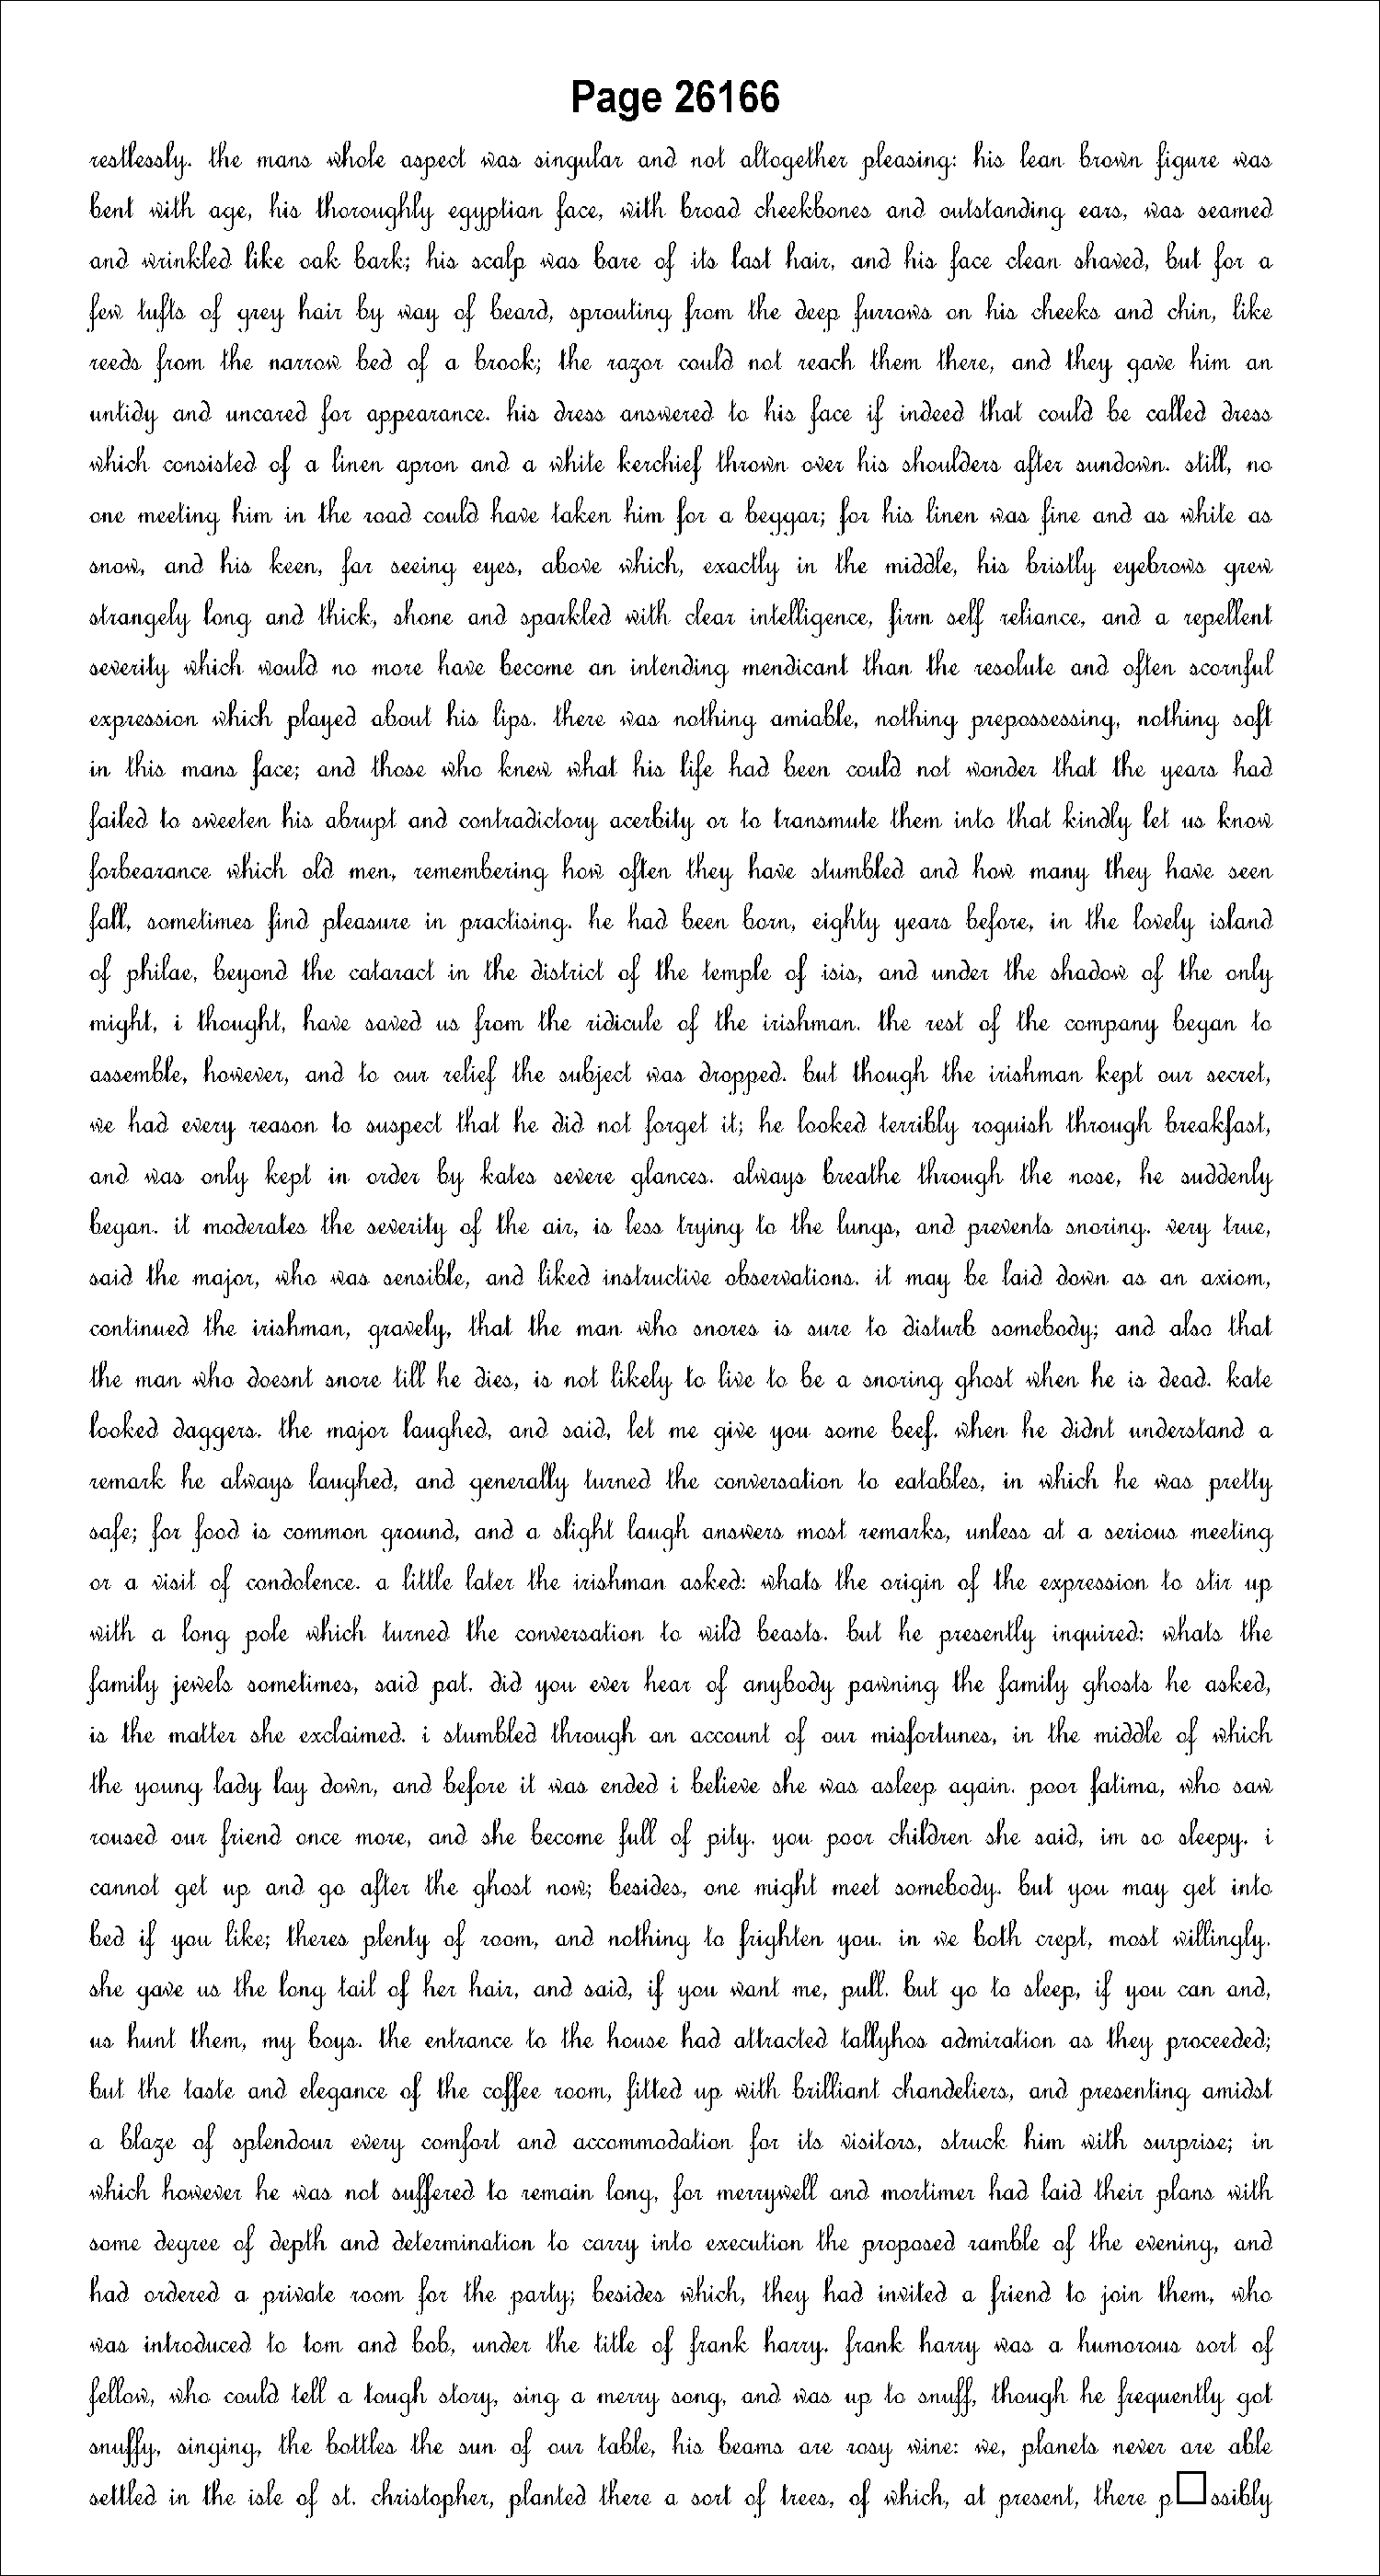 Page 26166
restlessly. the mans whole aspect was singular and not altogether pleasing: his lean brown figure was
bent with age, his thoroughly egyptian face, with broad cheekbones and outstanding ears, was seamed
and wrinkled like oak bark; his scalp was bare of its last hair, and his face clean shaved, but for a
few tufts of grey hair by way of beard, sprouting from the deep furrows on his cheeks and chin, like
reeds from the narrow bed of a brook; the razor could not reach them there, and they gave him an
untidy and uncared for appearance. his dress answered to his face if indeed that could be called dress
which consisted of a linen apron and a white kerchief thrown over his shoulders after sundown. still, no
one meeting him in the road could have taken him for a beggar; for his linen was fine and as white as
snow, and his keen, far seeing eyes, above which, exactly in the middle, his bristly eyebrows grew
strangely long and thick, shone and sparkled with clear intelligence, firm self reliance, and a repellent
severity which would no more have become an intending mendicant than the resolute and often scornful
expression which played about his lips. there was nothing amiable, nothing prepossessing, nothing soft
in this mans face; and those who knew what his life had been could not wonder that the years had
failed to sweeten his abrupt and contradictory acerbity or to transmute them into that kindly let us know
forbearance which old men, remembering how often they have stumbled and how many they have seen
fall, sometimes find pleasure in practising. he had been born, eighty years before, in the lovely island
of philae, beyond the cataract in the district of the temple of isis, and under the shadow of the only
might, i thought, have saved us from the ridicule of the irishman. the rest of the company began to
assemble, however, and to our relief the subject was dropped. but though the irishman kept our secret,
we had every reason to suspect that he did not forget it; he looked terribly roguish through breakfast,
and was only kept in order by kates severe glances. always breathe through the nose, he suddenly
began. it moderates the severity of the air, is less trying to the lungs, and prevents snoring. very true,
said the major, who was sensible, and liked instructive observations. it may be laid down as an axiom,
continued the irishman, gravely, that the man who snores is sure to disturb somebody; and also that
the man who doesnt snore till he dies, is not likely to live to be a snoring ghost when he is dead. kate
looked daggers. the major laughed, and said, let me give you some beef. when he didnt understand a
remark he always laughed, and generally turned the conversation to eatables, in which he was pretty
safe; for food is common ground, and a slight laugh answers most remarks, unless at a serious meeting
or a visit of condolence. a little later the irishman asked: whats the origin of the expression to stir up
with a long pole which turned the conversation to wild beasts. but he presently inquired: whats the
family jewels sometimes, said pat. did you ever hear of anybody pawning the family ghosts he asked,
is the matter she exclaimed. i stumbled through an account of our misfortunes, in the middle of which
the young lady lay down, and before it was ended i believe she was asleep again. poor fatima, who saw
roused our friend once more, and she become full of pity. you poor children she said, im so sleepy. i
cannot get up and go after the ghost now; besides, one might meet somebody. but you may get into
bed if you like; theres plenty of room, and nothing to frighten you. in we both crept, most willingly.
she gave us the long tail of her hair, and said, if you want me, pull. but go to sleep, if you can and,
us hunt them, my boys. the entrance to the house had attracted tallyhos admiration as they proceeded;
but the taste and elegance of the coffee room, fitted up with brilliant chandeliers, and presenting amidst
a blaze of splendour every comfort and accommodation for its visitors, struck him with surprise; in
which however he was not suffered to remain long, for merrywell and mortimer had laid their plans with
some degree of depth and determination to carry into execution the proposed ramble of the evening, and
had ordered a private room for the party; besides which, they had invited a friend to join them, who
was introduced to tom and bob, under the title of frank harry. frank harry was a humorous sort of
fellow, who could tell a tough story, sing a merry song, and was up to snuff, though he frequently got
snuffy, singing, the bottles the sun of our table, his beams are rosy wine: we, planets never are able
settled in the isle of st. christopher, planted there a sort of trees, of which, at present, there p□ssibly